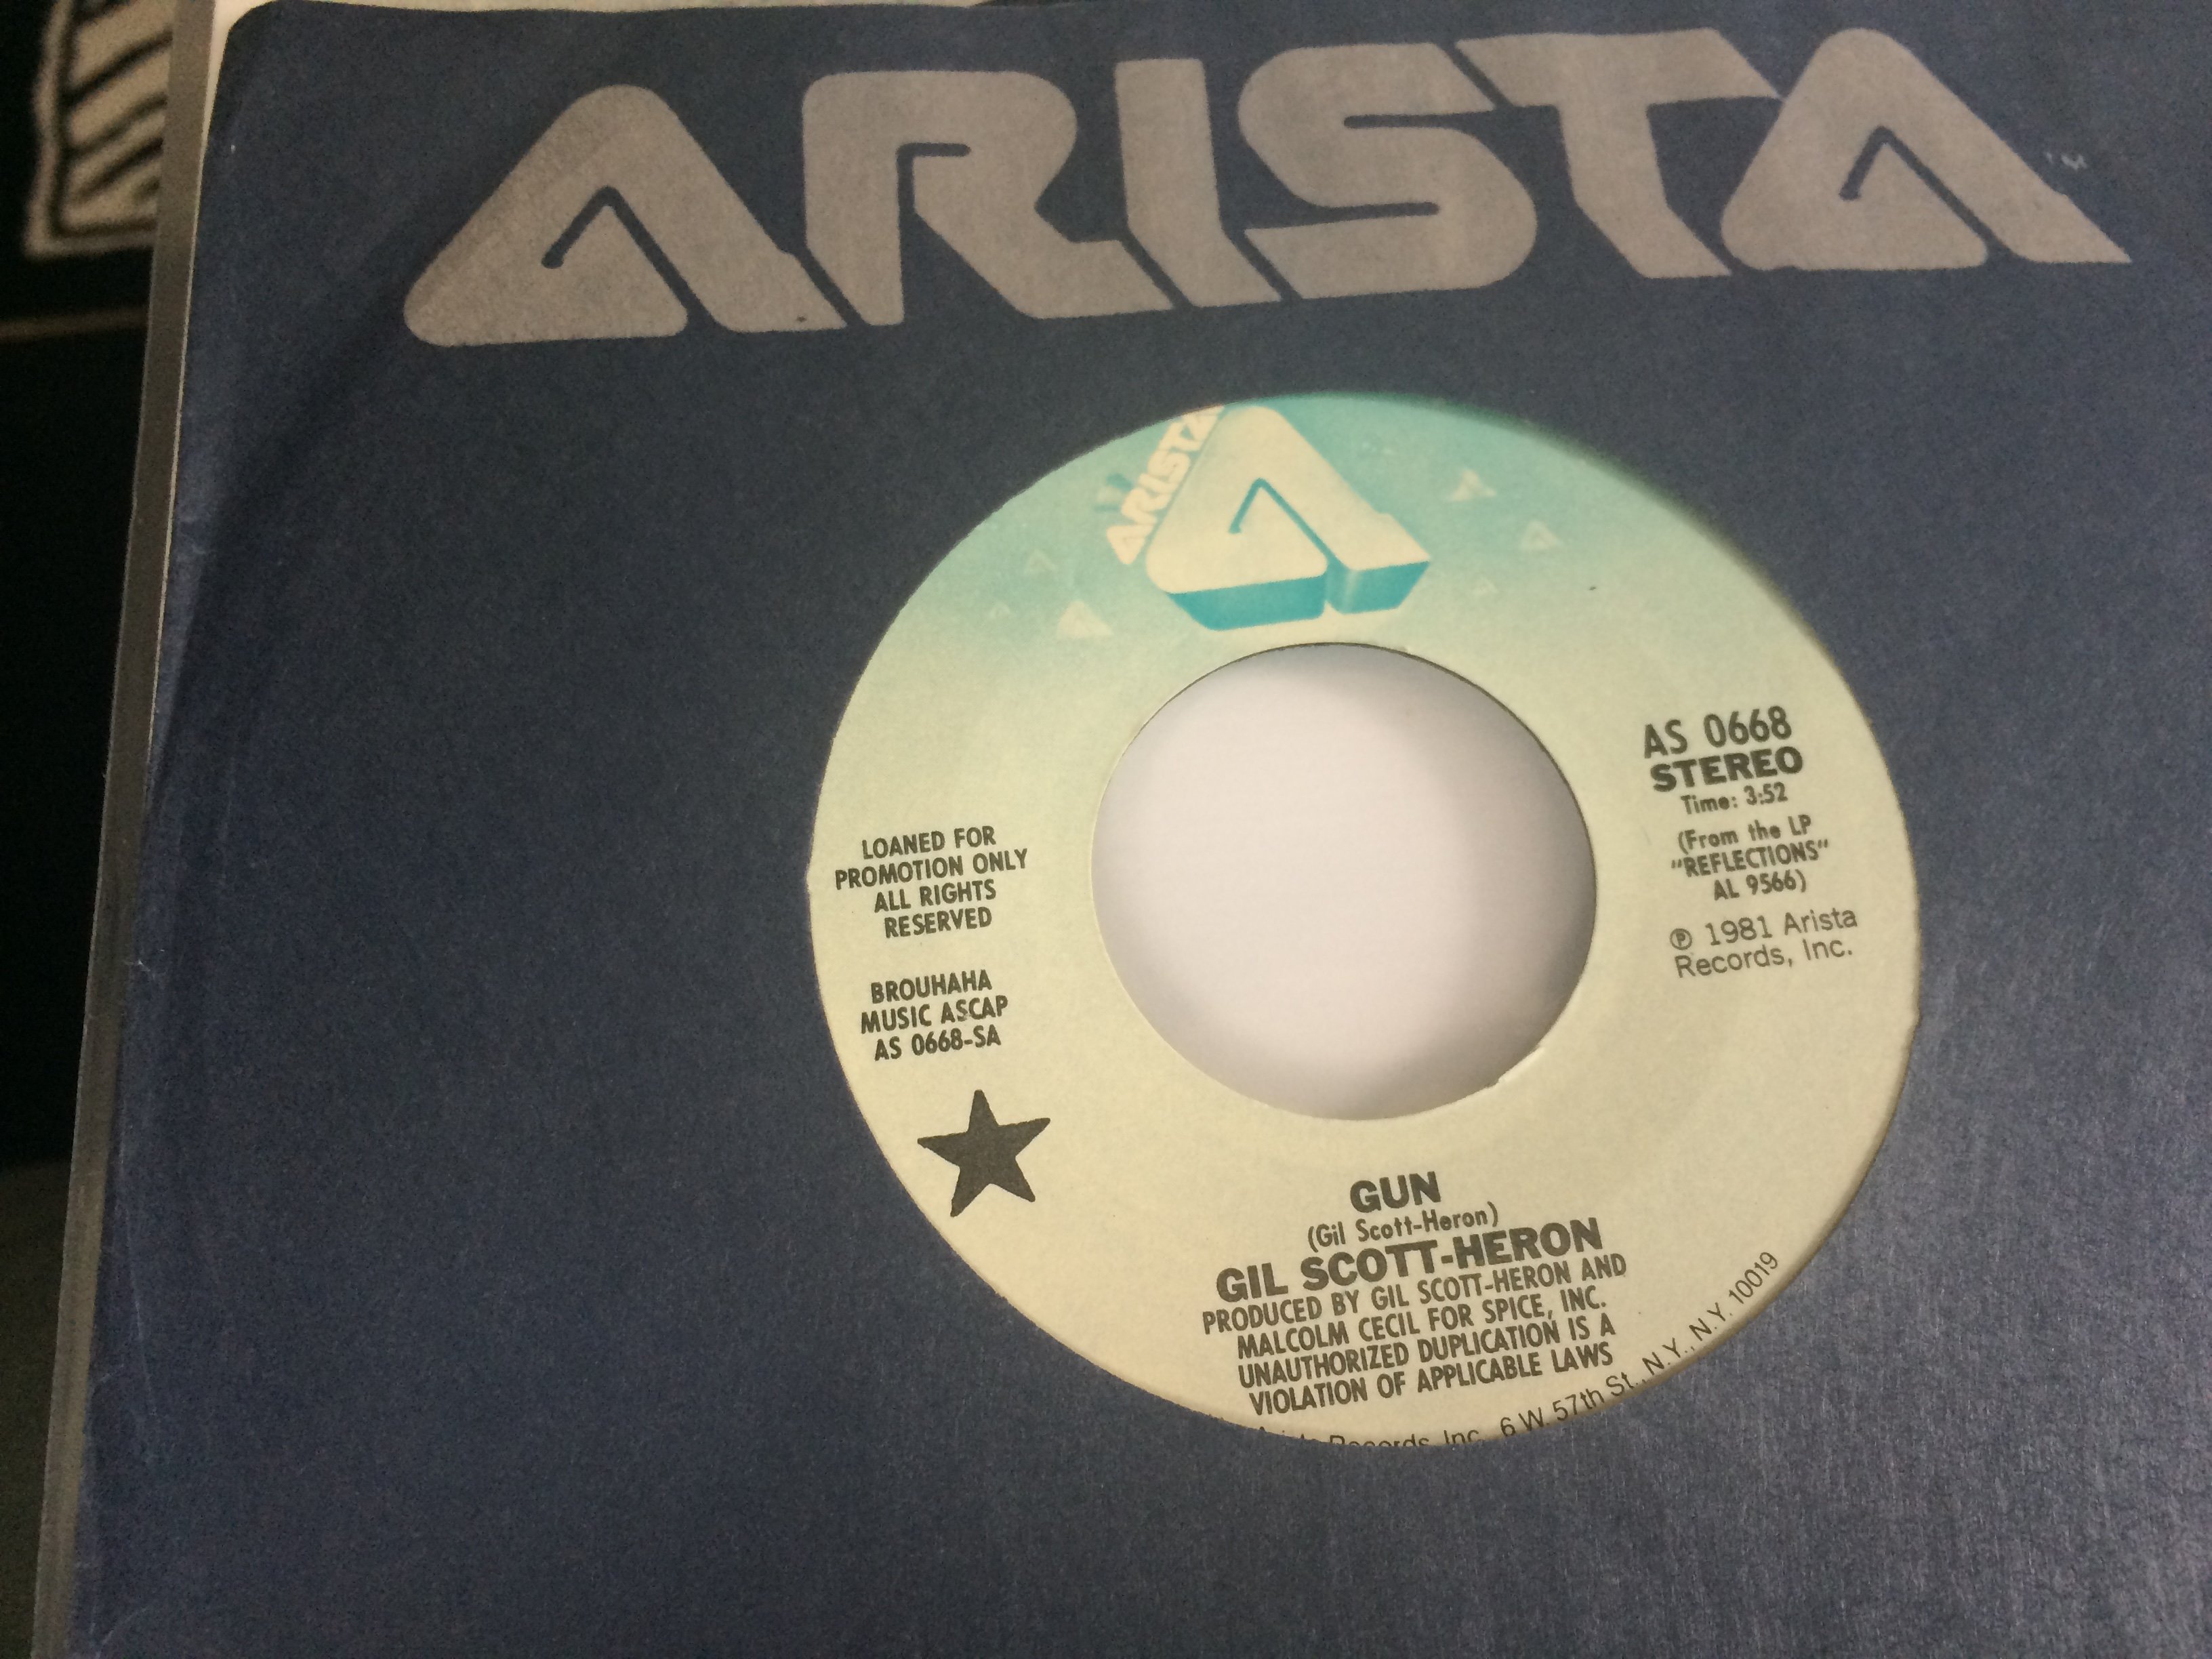 ARISTA™
ARISTA
AS 0668
STEREO
Time: 3:52
(From the LP
"REFLECTIONS"
AL 9566)
℗ 1981 Arista
Records, Inc.
LOANED FOR
PROMOTION ONLY
ALL RIGHTS
RESERVED
BROUHAHA
MUSIC ASCAP
AS 0668-SA
GUN
(Gil Scott-Heron)
GIL SCOTT-HERON
PRODUCED BY GIL SCOTT-HERON AND
MALCOLM CECIL FOR SPICE, INC.
UNAUTHORIZED DUPLICATION IS A
VIOLATION OF APPLICABLE LAWS
Arista Records, Inc. 6 W. 57th St., N.Y., N.Y. 10019